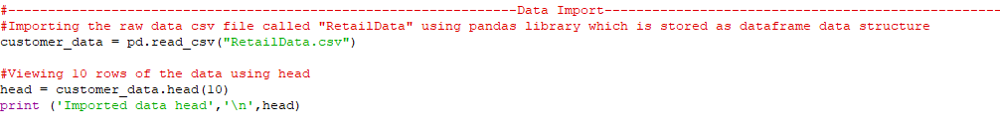 #----------------------------------------------------------------Data Import--------------------------------------------------
#Importing the raw data csv file called "RetailData" using pandas library which is stored as dataframe data structure
customer_data = pd.read_csv("RetailData.csv")
#Viewing 10 rows of the data using head
head = customer_data.head(10)
print ('Imported data head','\n',head)